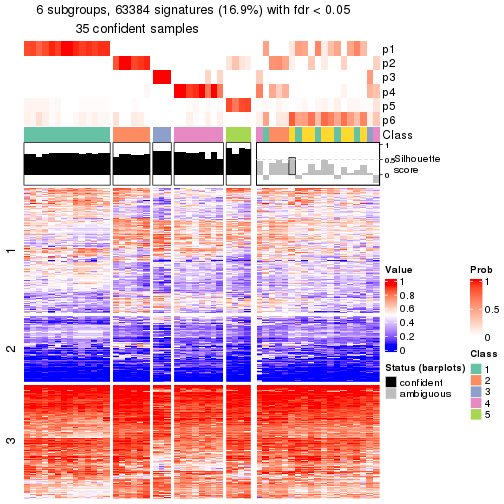 6 subgroups, 63384 signatures (16.9%) with fdr < 0.05
35 confident samples
p1
p2
p3
p4
p5
p6
Class
1
0.5
0
Silhouette
score
1
2
3
Value
1
0.8
0.6
0.4
0.2
0
Status (barplots)
confident
ambiguous
Prob
1
0.5
0
Class
1
2
3
4
5